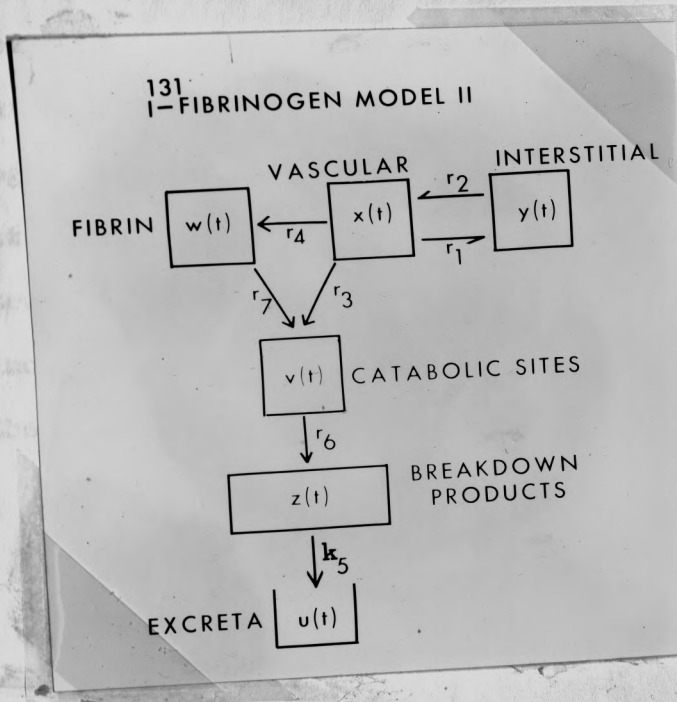 131
I-FIBRINOGEN MODEL II
VASCULAR
INTERSTITIAL
FIBRIN
w(t)
r4
x(t)
r2
r1
y(t)
r7
r3
v(t)
CATABOLIC SITES
r6
z(t)
BREAKDOWN
PRODUCTS
k5
EXCRETA
u(t)